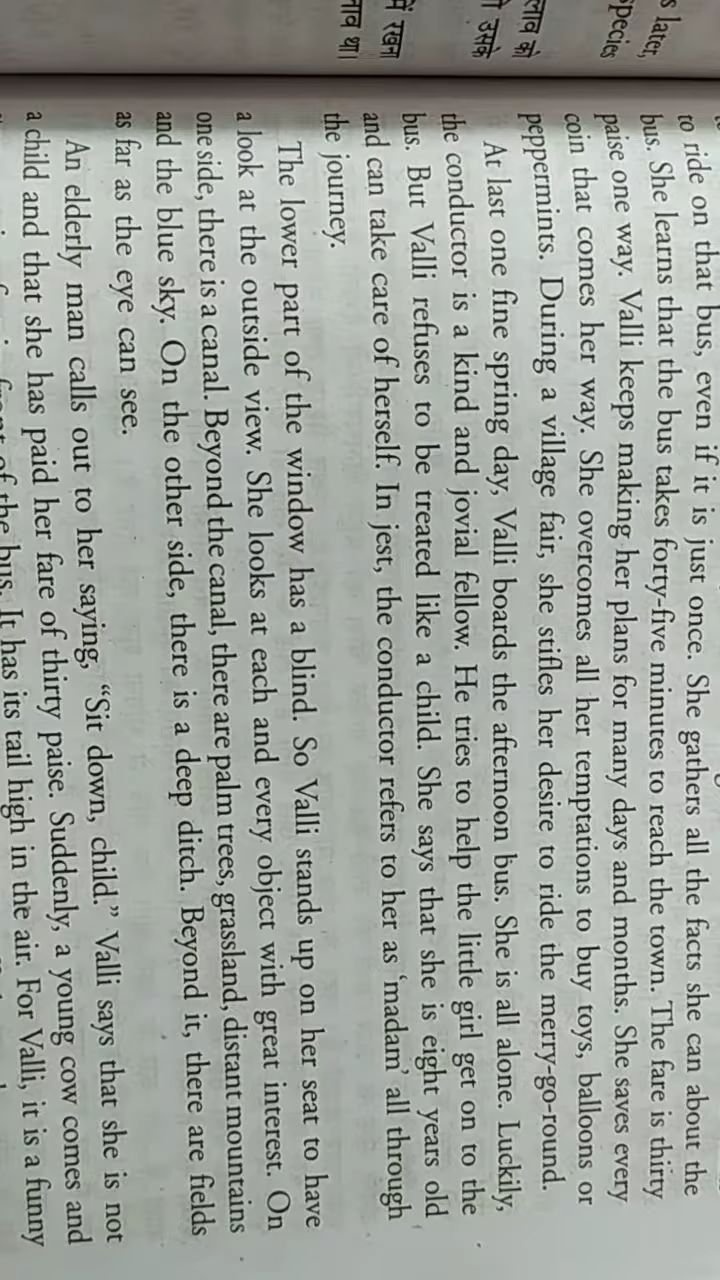 s later,
species
लाव को
उसके
में रखना
नाव था।
to ride on that bus, even if it is just once. She gathers all the facts she can about the
bus. She learns that the bus takes forty-five minutes to reach the town. The fare is thirty
paise one way. Valli keeps making her plans for many days and months. She saves every
coin that comes her way. She overcomes all her temptations to buy toys, balloons or
peppermints. During a village fair, she stifles her desire to ride the merry-go-round.
At last one fine spring day, Valli boards the afternoon bus. She is all alone. Luckily,
the conductor is a kind and jovial fellow. He tries to help the little girl get on to the
bus. But Valli refuses to be treated like a child. She says that she is eight years old
and can take care of herself. In jest, the conductor refers to her as ‘madam’ all through
the journey.
The lower part of the window has a blind. So Valli stands up on her seat to have
a look at the outside view. She looks at each and every object with great interest. On
one side, there is a canal. Beyond the canal, there are palm trees, grassland, distant mountains
and the blue sky. On the other side, there is a deep ditch. Beyond it, there are fields
as far as the eye can see.
An elderly man calls out to her saying, “Sit down, child.” Valli says that she is not
a child and that she has paid her fare of thirty paise. Suddenly, a young cow comes and
front of the bus. It has its tail high in the air. For Valli, it is a funny